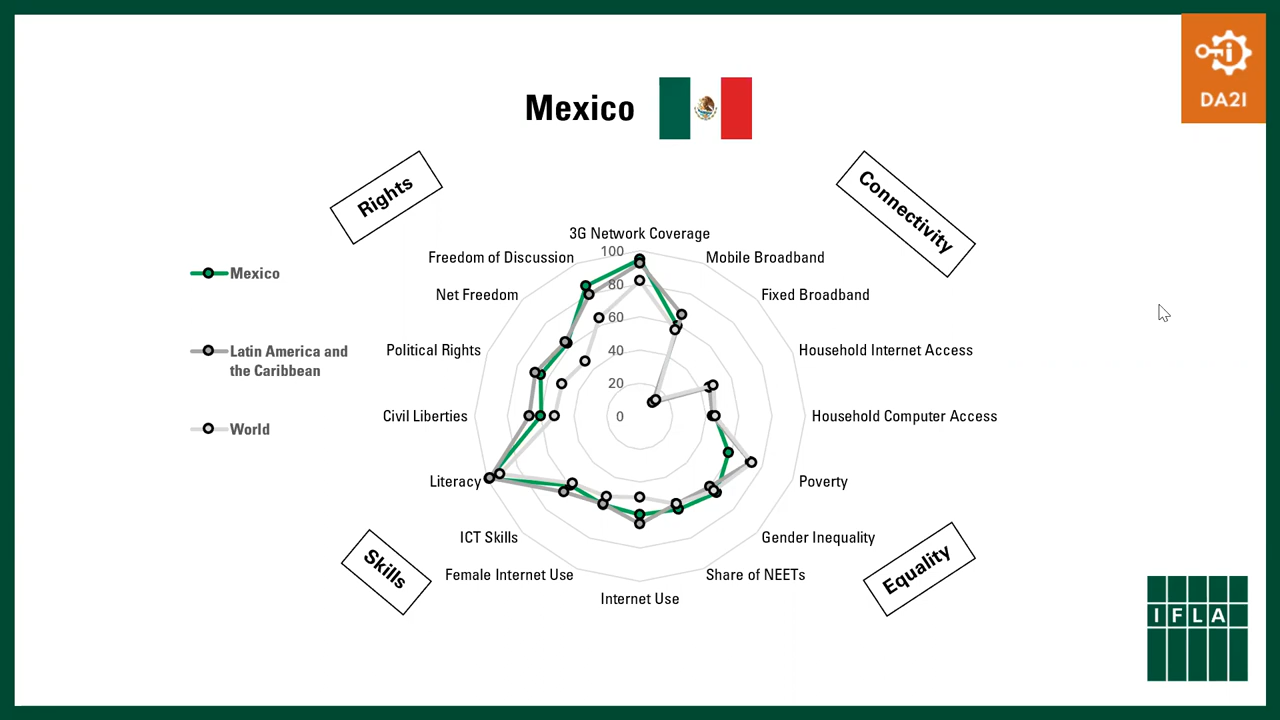 DA2I
Mexico
Rights
Connectivity
3G Network Coverage
100
Freedom of Discussion
Mobile Broadband
Mexico
80
Net Freedom
Fixed Broadband
60
Latin America and
the Caribbean
Political Rights
40
Household Internet Access
20
Civil Liberties
0
Household Computer Access
World
Literacy
Poverty
ICT Skills
Gender Inequality
Skills
Equality
Female Internet Use
Share of NEETs
Internet Use
IFLA